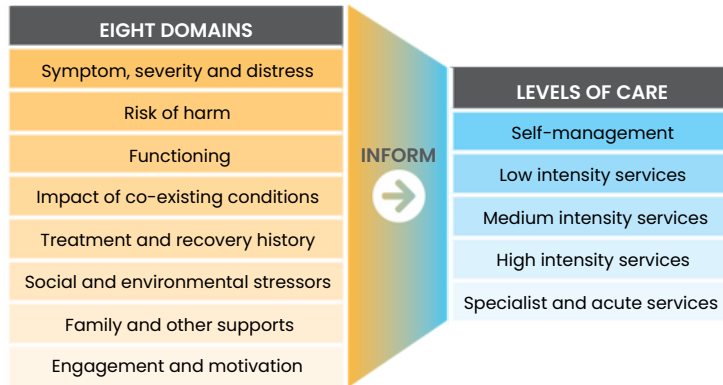 EIGHT DOMAINS
Symptom, severity and distress
Risk of harm
Functioning
Impact of co-existing conditions
Treatment and recovery history
Social and environmental stressors
Family and other supports
Engagement and motivation
INFORM
LEVELS OF CARE
Self-management
Low intensity services
Medium intensity services
High intensity services
Specialist and acute services